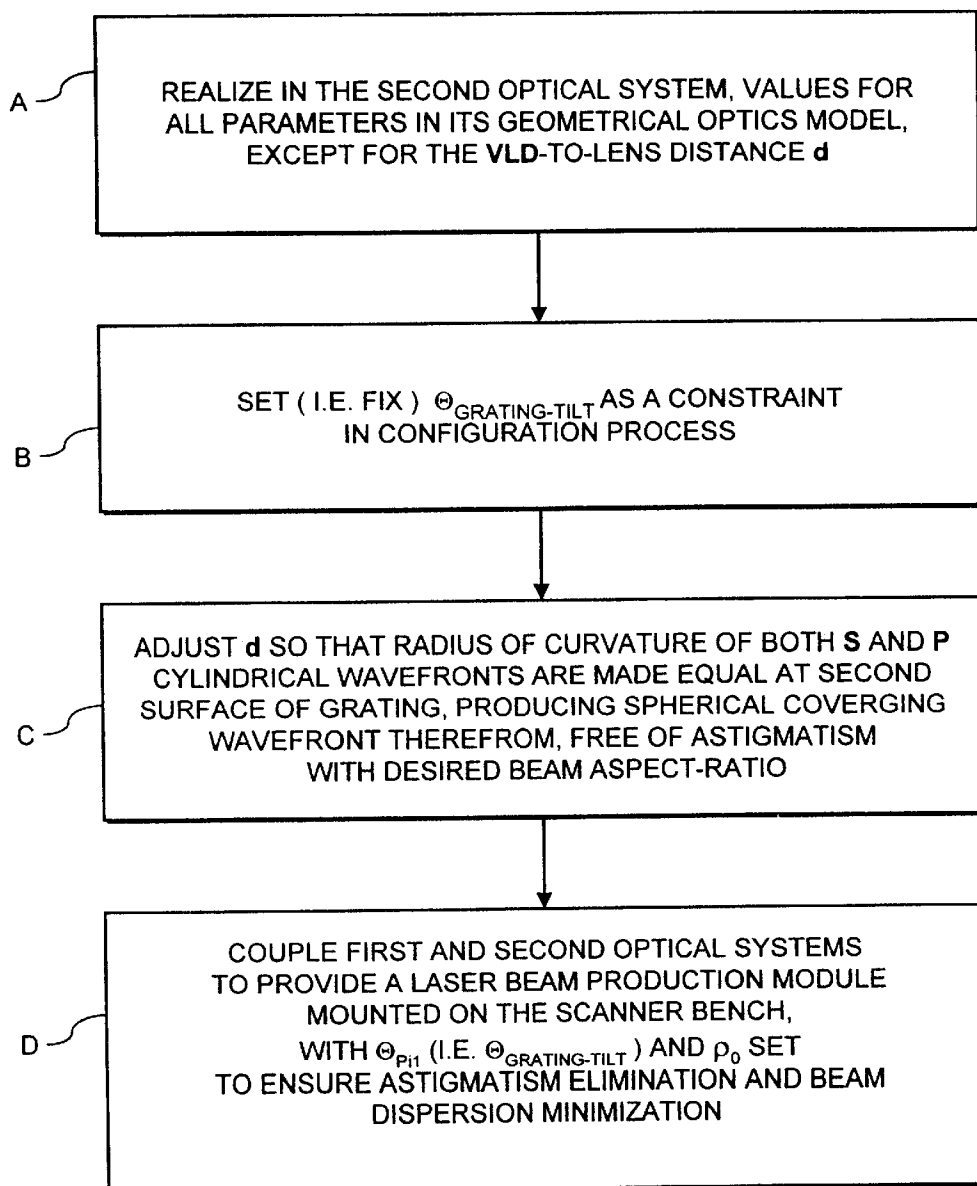 A
REALIZE IN THE SECOND OPTICAL SYSTEM, VALUES FOR
ALL PARAMETERS IN ITS GEOMETRICAL OPTICS MODEL,
EXCEPT FOR THE VLD-TO-LENS DISTANCE d
B
SET ( I.E. FIX ) Θ_GRATING-TILT AS A CONSTRAINT
IN CONFIGURATION PROCESS
C
ADJUST d SO THAT RADIUS OF CURVATURE OF BOTH S AND P
CYLINDRICAL WAVEFRONTS ARE MADE EQUAL AT SECOND
SURFACE OF GRATING, PRODUCING SPHERICAL COVERGING
WAVEFRONT THEREFROM, FREE OF ASTIGMATISM
WITH DESIRED BEAM ASPECT-RATIO
D
COUPLE FIRST AND SECOND OPTICAL SYSTEMS
TO PROVIDE A LASER BEAM PRODUCTION MODULE
MOUNTED ON THE SCANNER BENCH,
WITH Θ_Pi1 (I.E. Θ_GRATING-TILT ) AND ρ_0 SET
TO ENSURE ASTIGMATISM ELIMINATION AND BEAM
DISPERSION MINIMIZATION